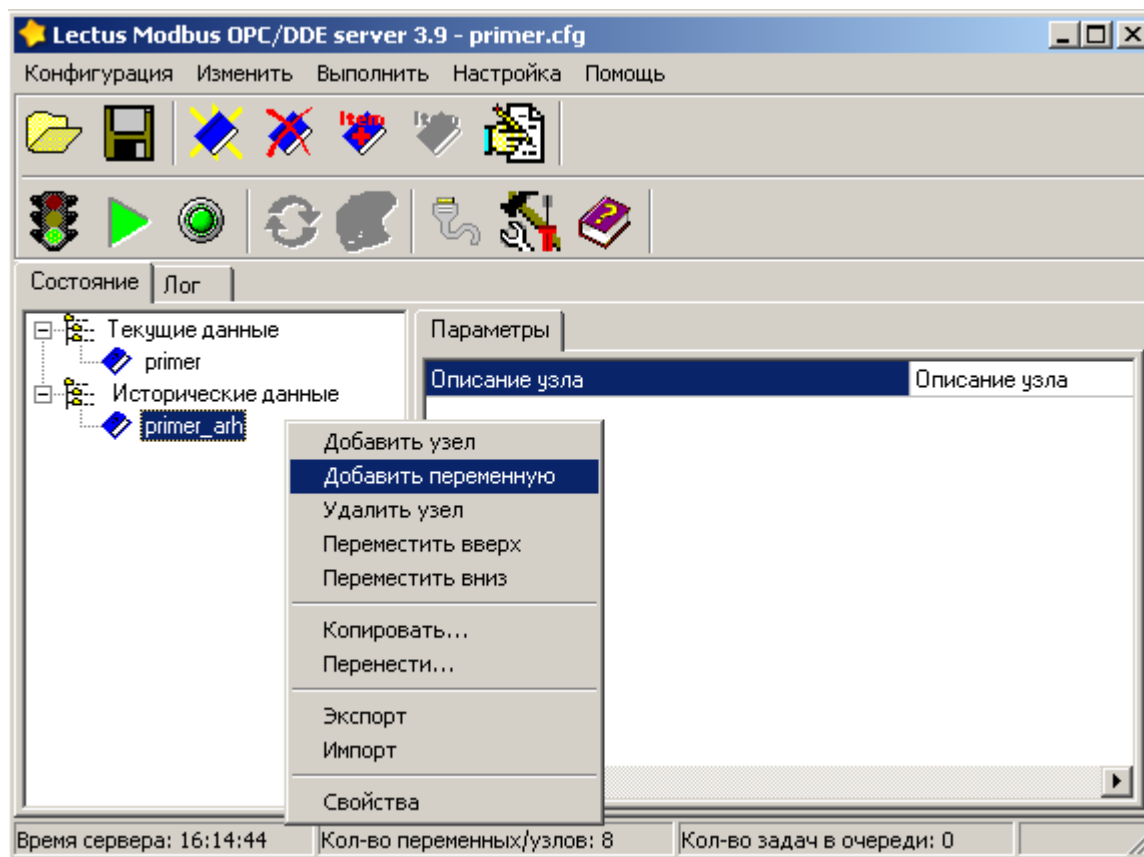 Lectus Modbus OPC/DDE server 3.9 - primer.cfg
Конфигурация Изменить Выполнить Настройка Помощь
Item Item
Состояние Лог
Текущие данные
primer
Исторические данные
primer_arh
Параметры
Описание узла Описание узла
Добавить узел
Добавить переменную
Удалить узел
Переместить вверх
Переместить вниз
Копировать...
Перенести...
Экспорт
Импорт
Свойства
Время сервера: 16:14:44 Кол-во переменных/узлов: 8 Кол-во задач в очереди: 0